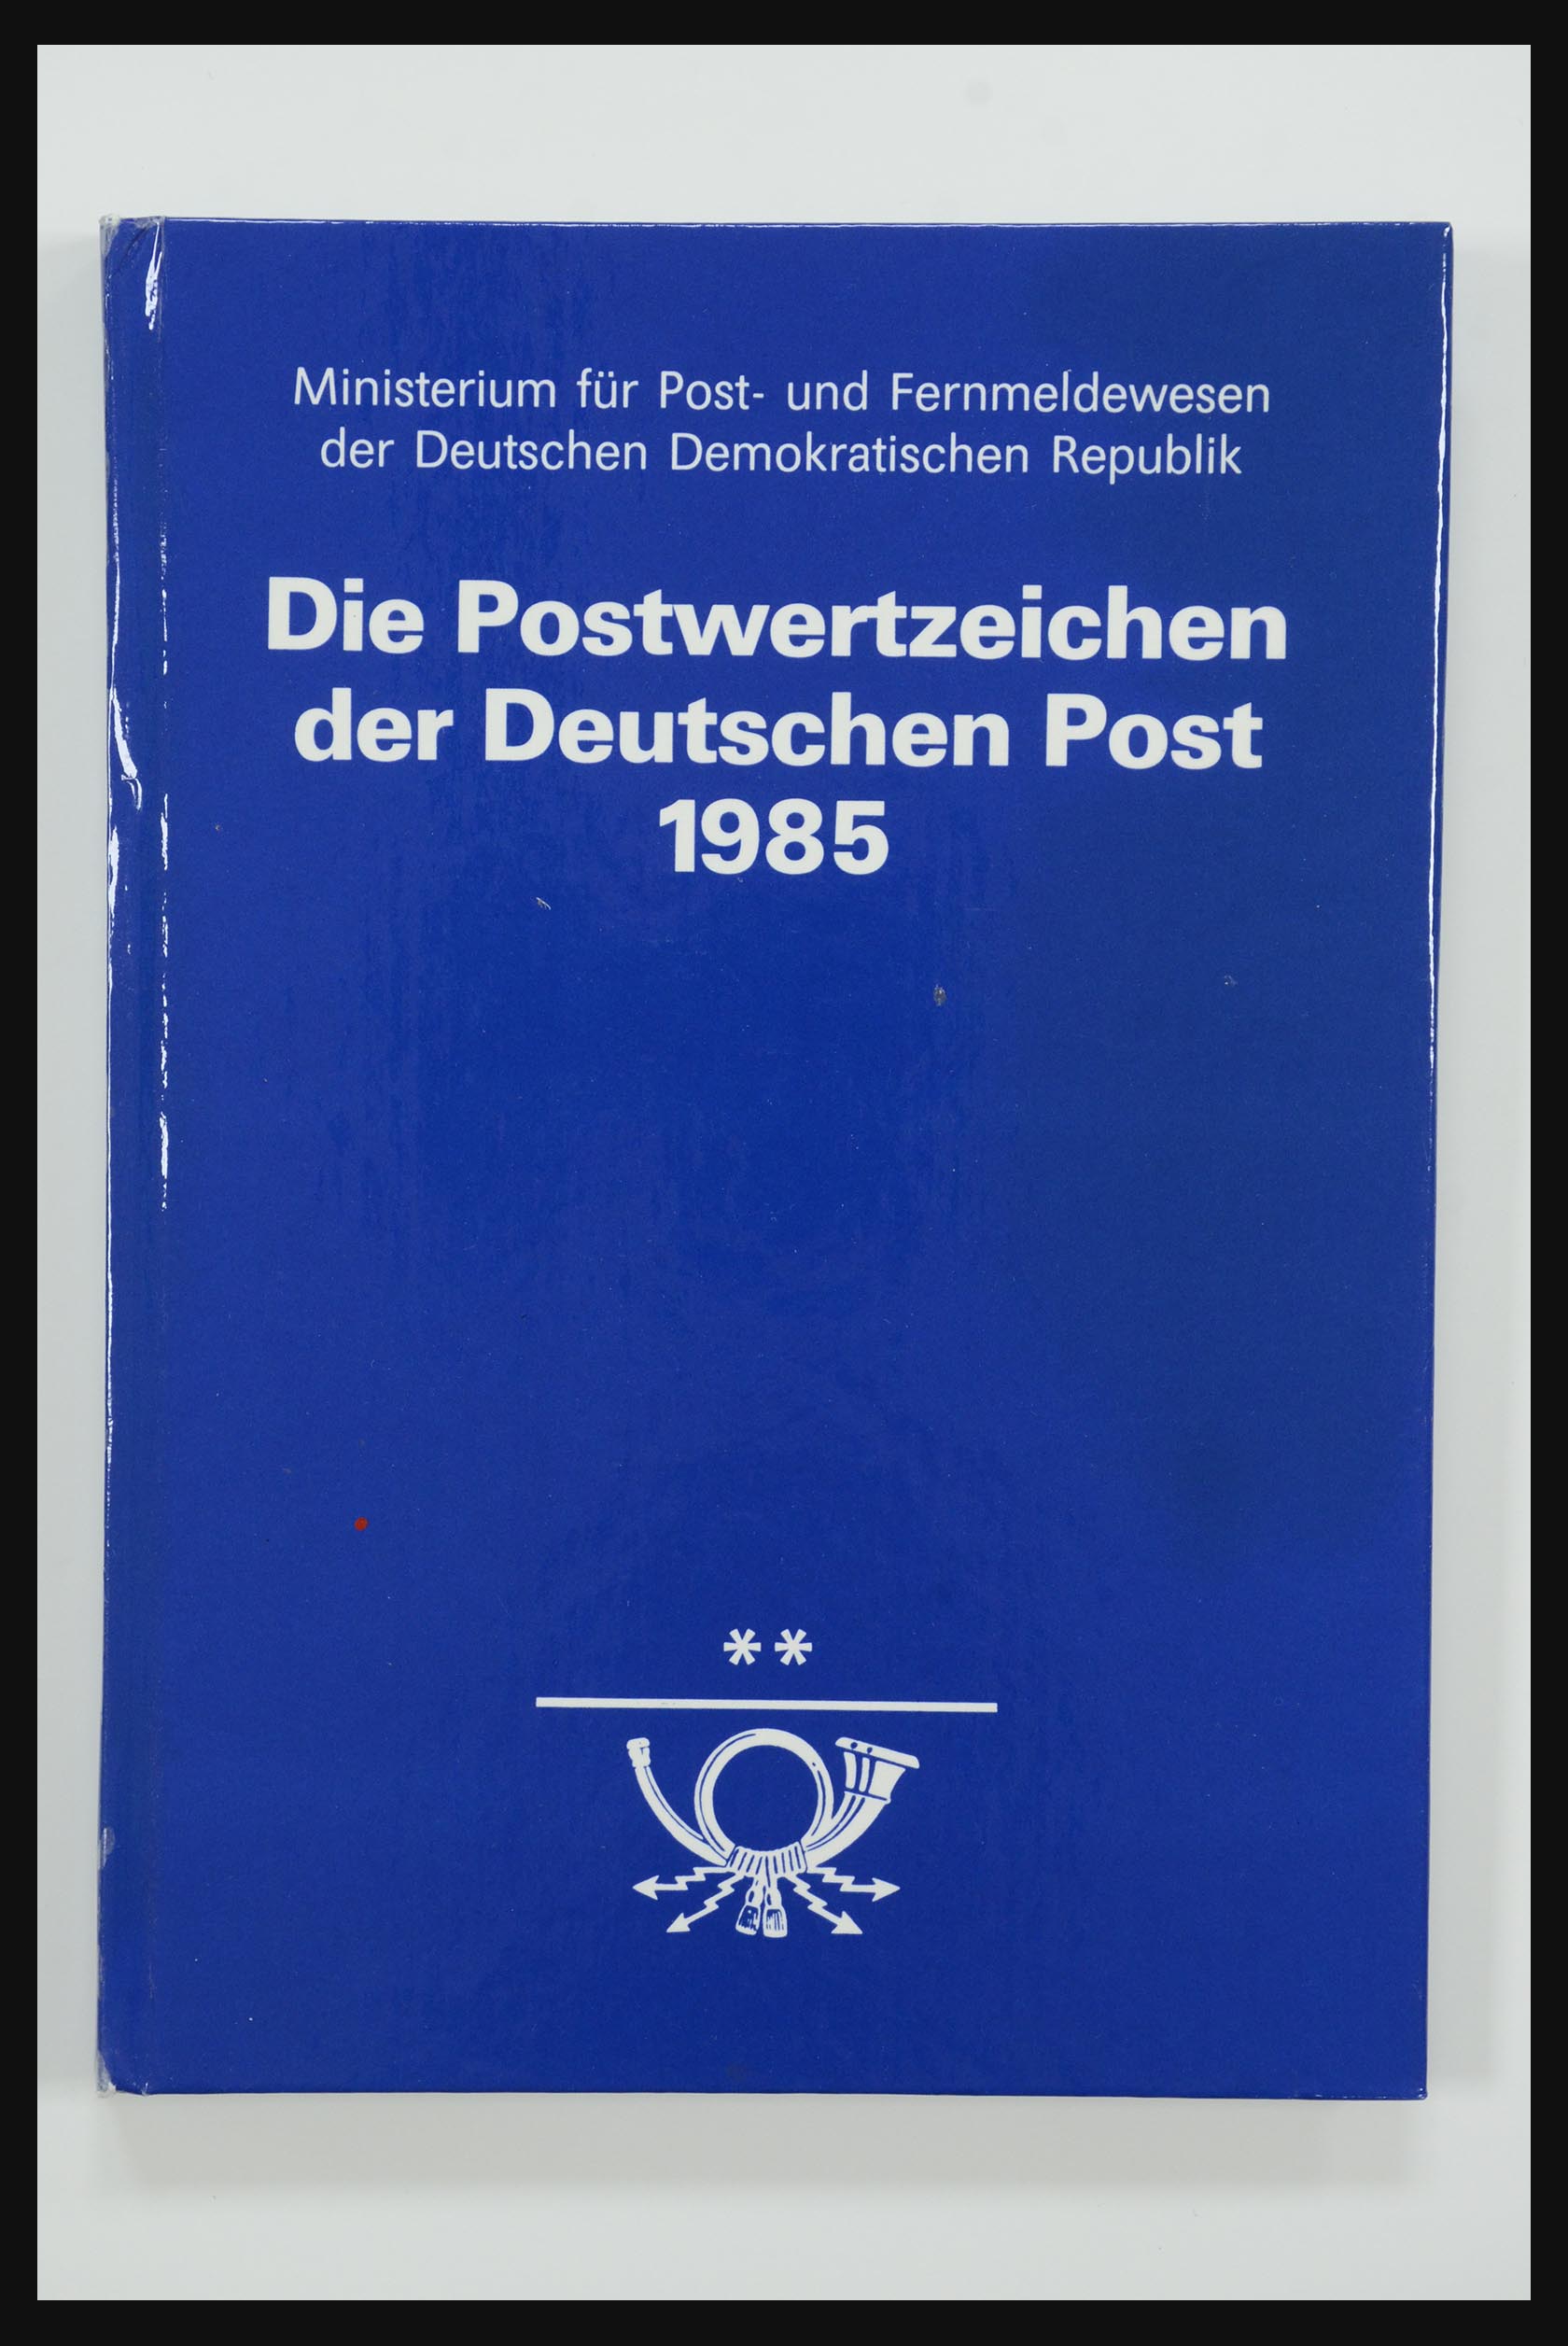 Ministerium für Post- und Fernmeldewesen
der Deutschen Demokratischen Republik
Die Postwertzeichen
der Deutschen Post
1985
**